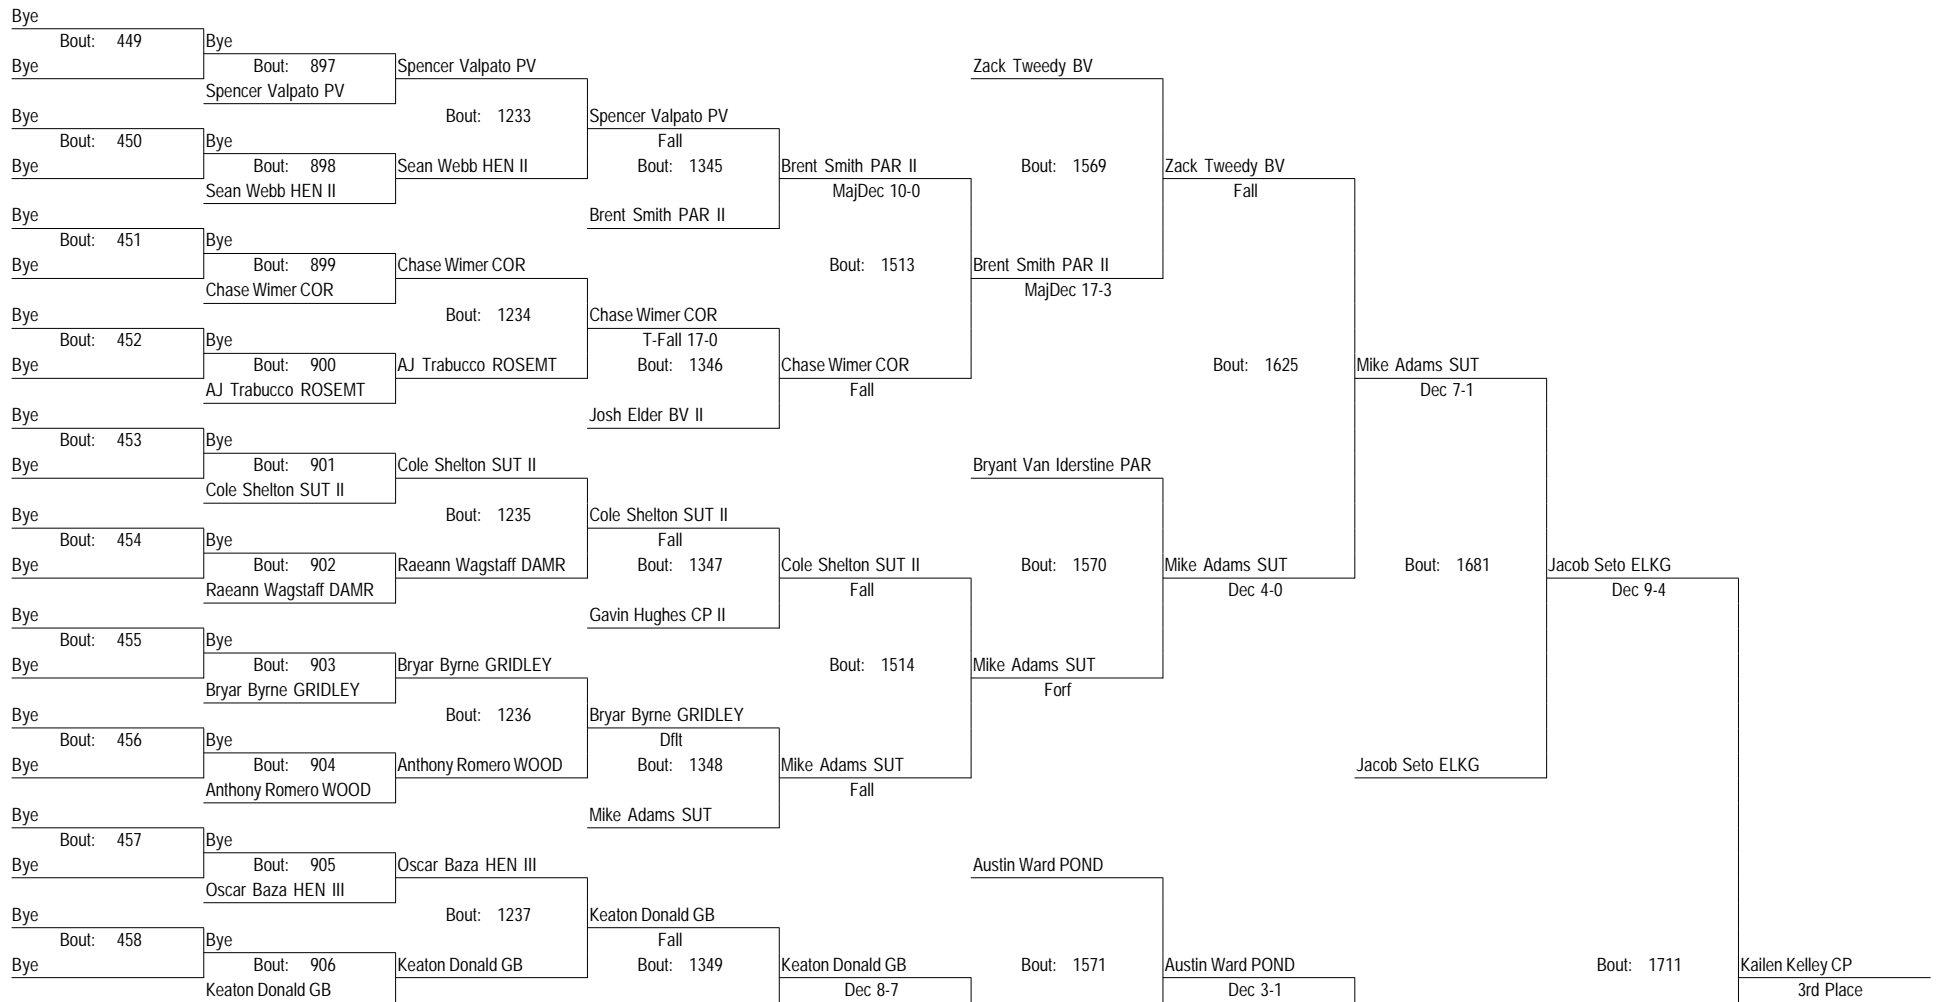 Bye
Bout: 449 Bye
Bye Bout: 897 Spencer Valpato PV Zack Tweedy BV
Spencer Valpato PV
Bye Bout: 1233 Spencer Valpato PV
Bout: 450 Bye Fall
Bye Bout: 898 Sean Webb HEN II Bout: 1345 Brent Smith PAR II Bout: 1569 Zack Tweedy BV
Sean Webb HEN II MajDec 10-0 Fall
Bye Brent Smith PAR II
Bout: 451 Bye
Bye Bout: 899 Chase Wimer COR Bout: 1513 Brent Smith PAR II
Chase Wimer COR MajDec 17-3
Bye Bout: 1234 Chase Wimer COR
Bout: 452 Bye T-Fall 17-0
Bye Bout: 900 AJ Trabucco ROSEMT Bout: 1346 Chase Wimer COR Bout: 1625 Mike Adams SUT
AJ Trabucco ROSEMT Fall Dec 7-1
Bye Josh Elder BV II
Bout: 453 Bye
Bye Bout: 901 Cole Shelton SUT II Bryant Van Iderstine PAR
Cole Shelton SUT II
Bye Bout: 1235 Cole Shelton SUT II
Bout: 454 Bye Fall
Bye Bout: 902 Raeann Wagstaff DAMR Bout: 1347 Cole Shelton SUT II Bout: 1570 Mike Adams SUT Bout: 1681 Jacob Seto ELKG
Raeann Wagstaff DAMR Fall Dec 4-0 Dec 9-4
Bye Gavin Hughes CP II
Bout: 455 Bye
Bye Bout: 903 Bryar Byrne GRIDLEY Bout: 1514 Mike Adams SUT
Bryar Byrne GRIDLEY Forf
Bye Bout: 1236 Bryar Byrne GRIDLEY
Bout: 456 Bye Dflt
Bye Bout: 904 Anthony Romero WOOD Bout: 1348 Mike Adams SUT Jacob Seto ELKG
Anthony Romero WOOD Fall
Bye Mike Adams SUT
Bout: 457 Bye
Bye Bout: 905 Oscar Baza HEN III Austin Ward POND
Oscar Baza HEN III
Bye Bout: 1237 Keaton Donald GB
Bout: 458 Bye Fall
Bye Bout: 906 Keaton Donald GB Bout: 1349 Keaton Donald GB Bout: 1571 Austin Ward POND Bout: 1711 Kailen Kelley CP
Keaton Donald GB Dec 8-7 Dec 3-1 3rd Place